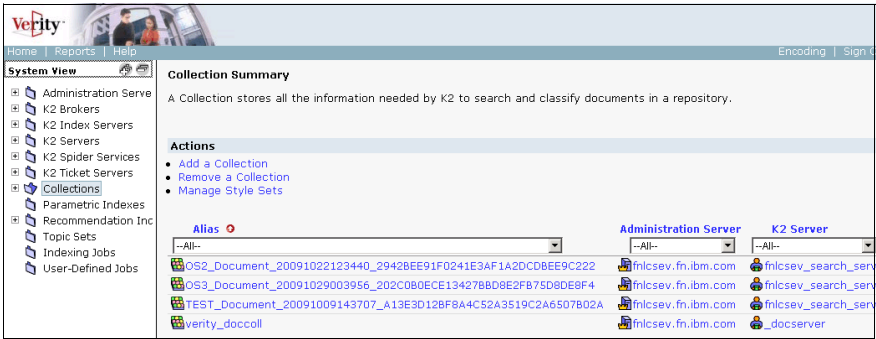 Verity
Home | Reports | Help
Encoding | Sign
System View
Administration Serve
K2 Brokers
K2 Index Servers
K2 Servers
K2 Spider Services
K2 Ticket Servers
Collections
Parametric Indexes
Recommendation Inc
Topic Sets
Indexing Jobs
User-Defined Jobs
Collection Summary
A Collection stores all the information needed by K2 to search and classify documents in a repository.
Actions
Add a Collection
Remove a Collection
Manage Style Sets
Alias Administration Server K2 Server
--All-- --All-- --All--
OS2_Document_20091022123440_2942BEE91F0241E3AF1A2DCDBEE9C222 fnlcsev.fn.ibm.com fnlcsev_search_serv
OS3_Document_20091029003956_202C0B0ECE13427BBD8E2FB75D8DE8F4 fnlcsev.fn.ibm.com fnlcsev_search_serv
TEST_Document_20091009143707_A13E3D12BF8A4C52A3519C2A6507B02A fnlcsev.fn.ibm.com fnlcsev_search_serv
verity_doccoll fnlcsev.fn.ibm.com _docserver